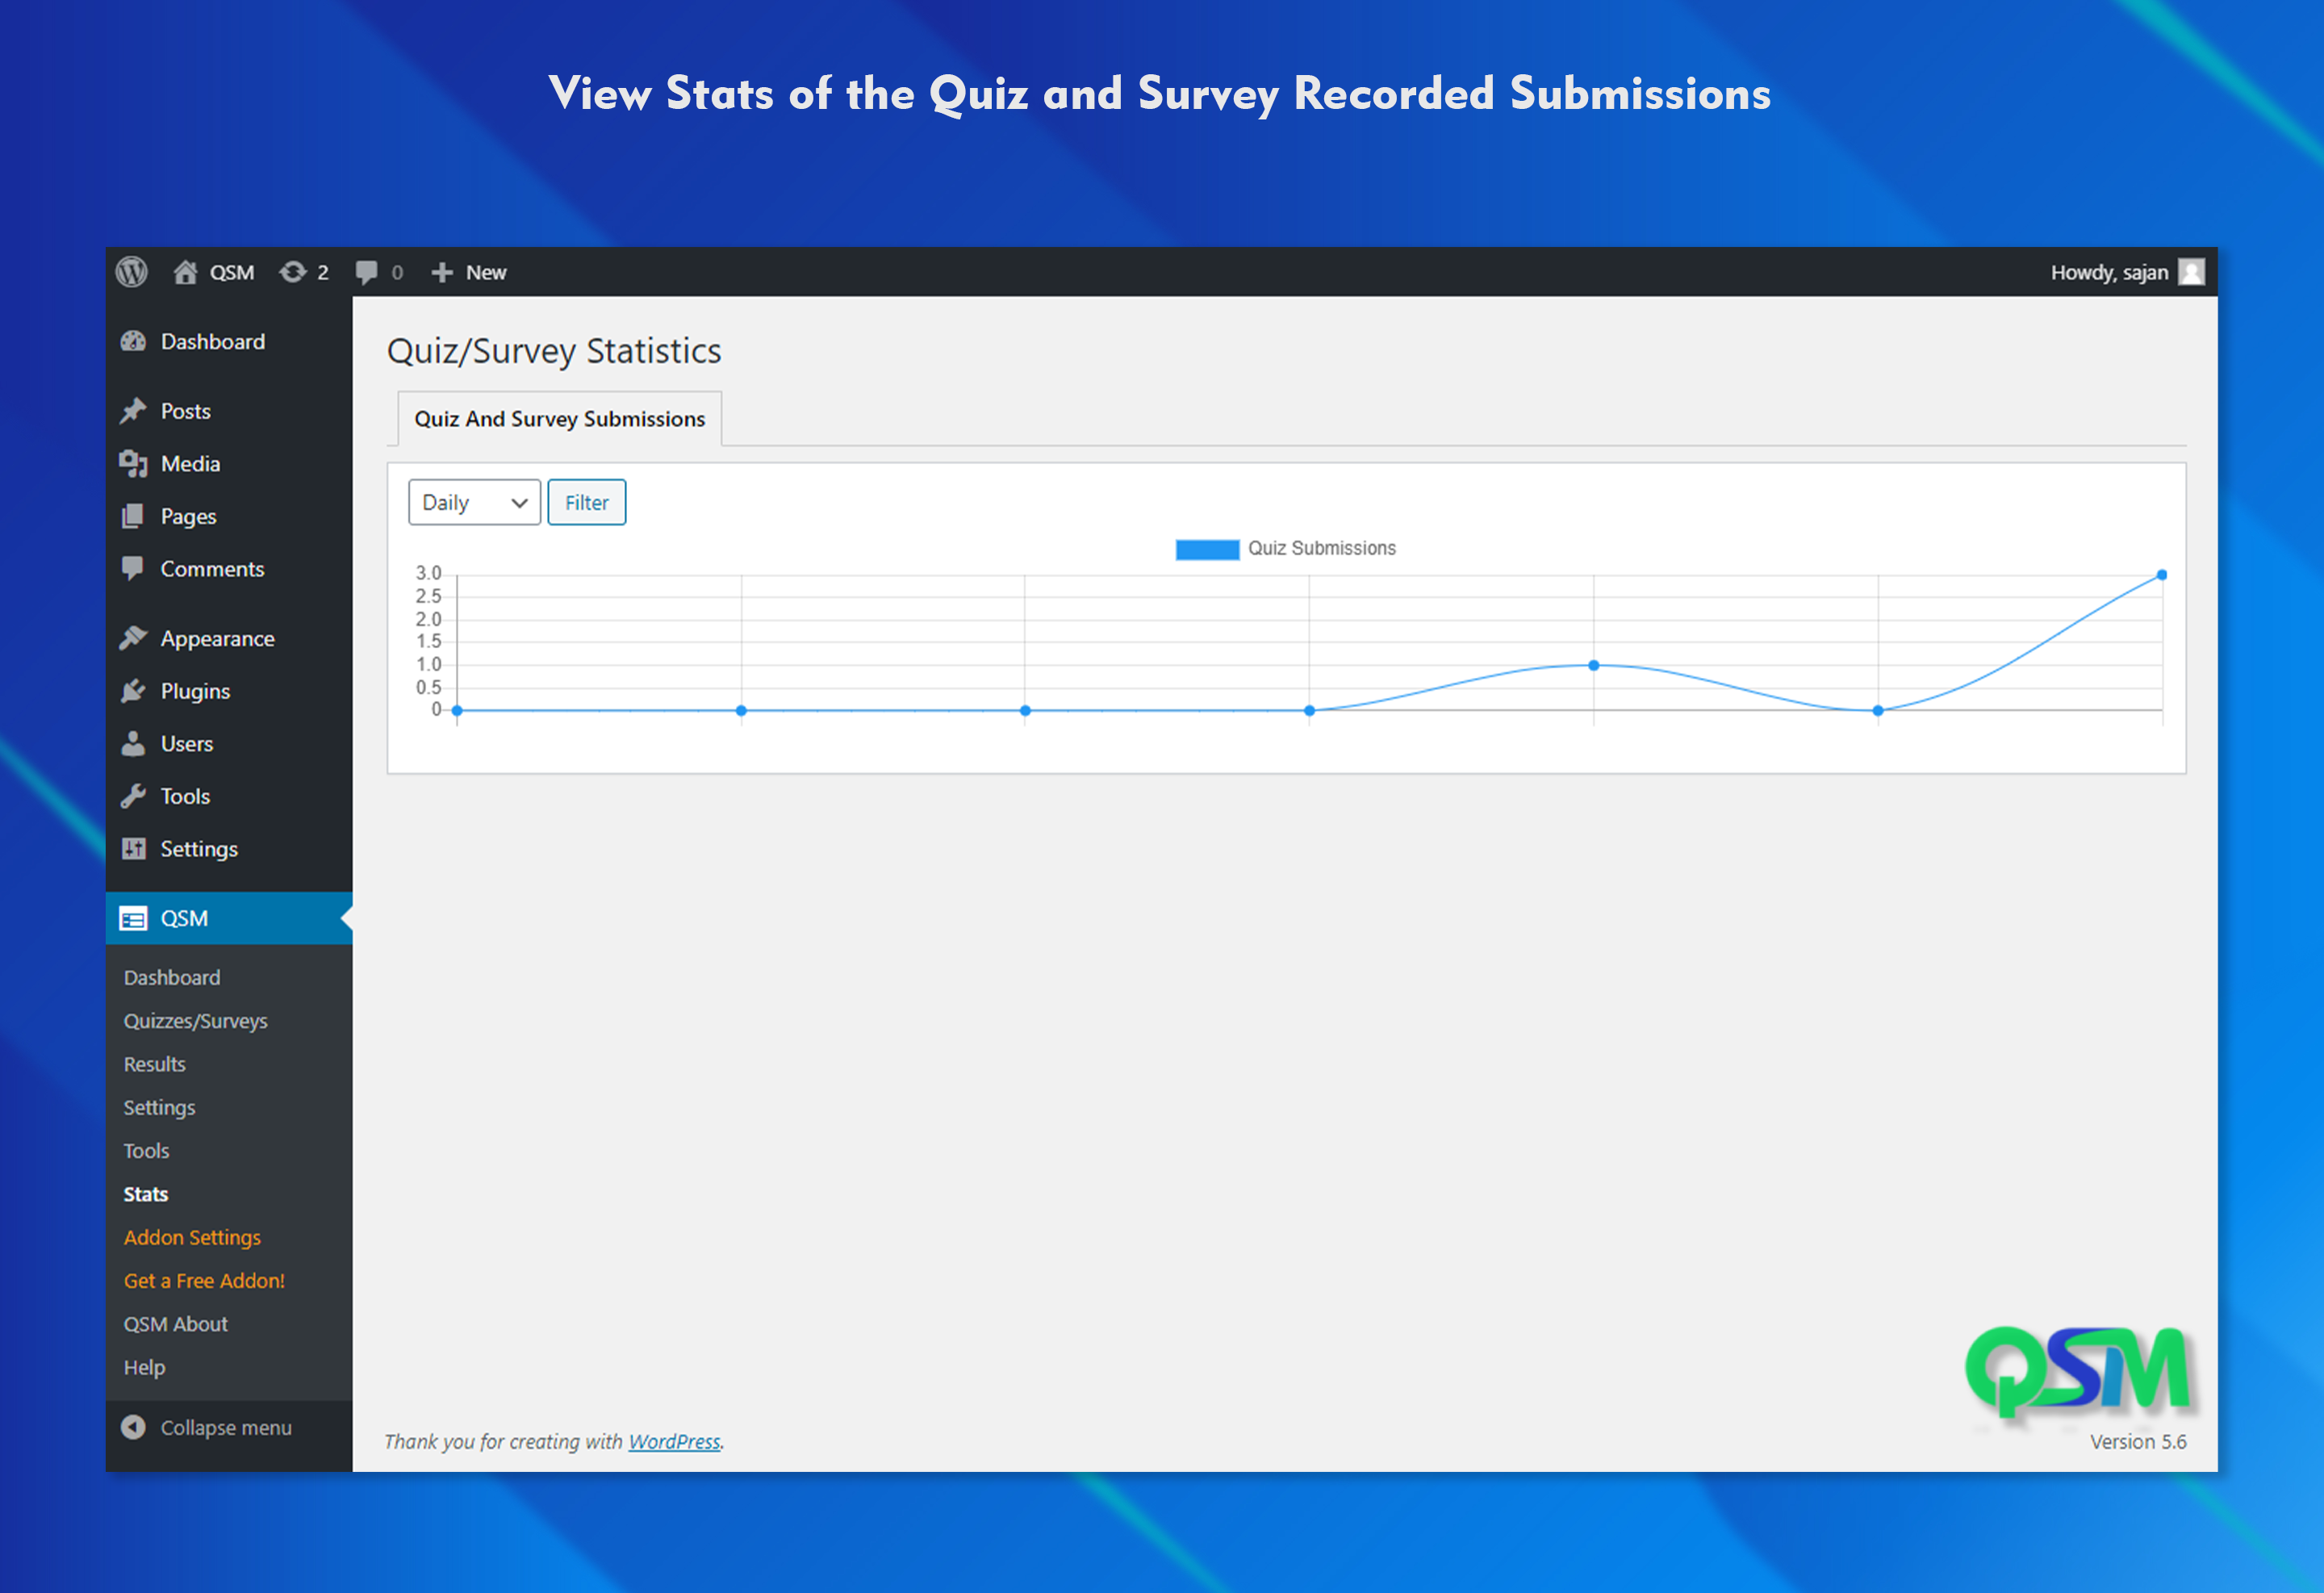 View Stats of the Quiz and Survey Recorded Submissions
QSM 2 0 New
Howdy, sajan
Dashboard
Posts
Media
Pages
Comments
Appearance
Plugins
Users
Tools
Settings
QSM
Dashboard
Quizzes/Surveys
Results
Settings
Tools
Stats
Addon Settings
Get a Free Addon!
QSM About
Help
Collapse menu
Quiz/Survey Statistics
Quiz And Survey Submissions
Daily Filter
Quiz Submissions
3.0
2.5
2.0
1.5
1.0
0.5
0
QSM
Thank you for creating with WordPress.
Version 5.6